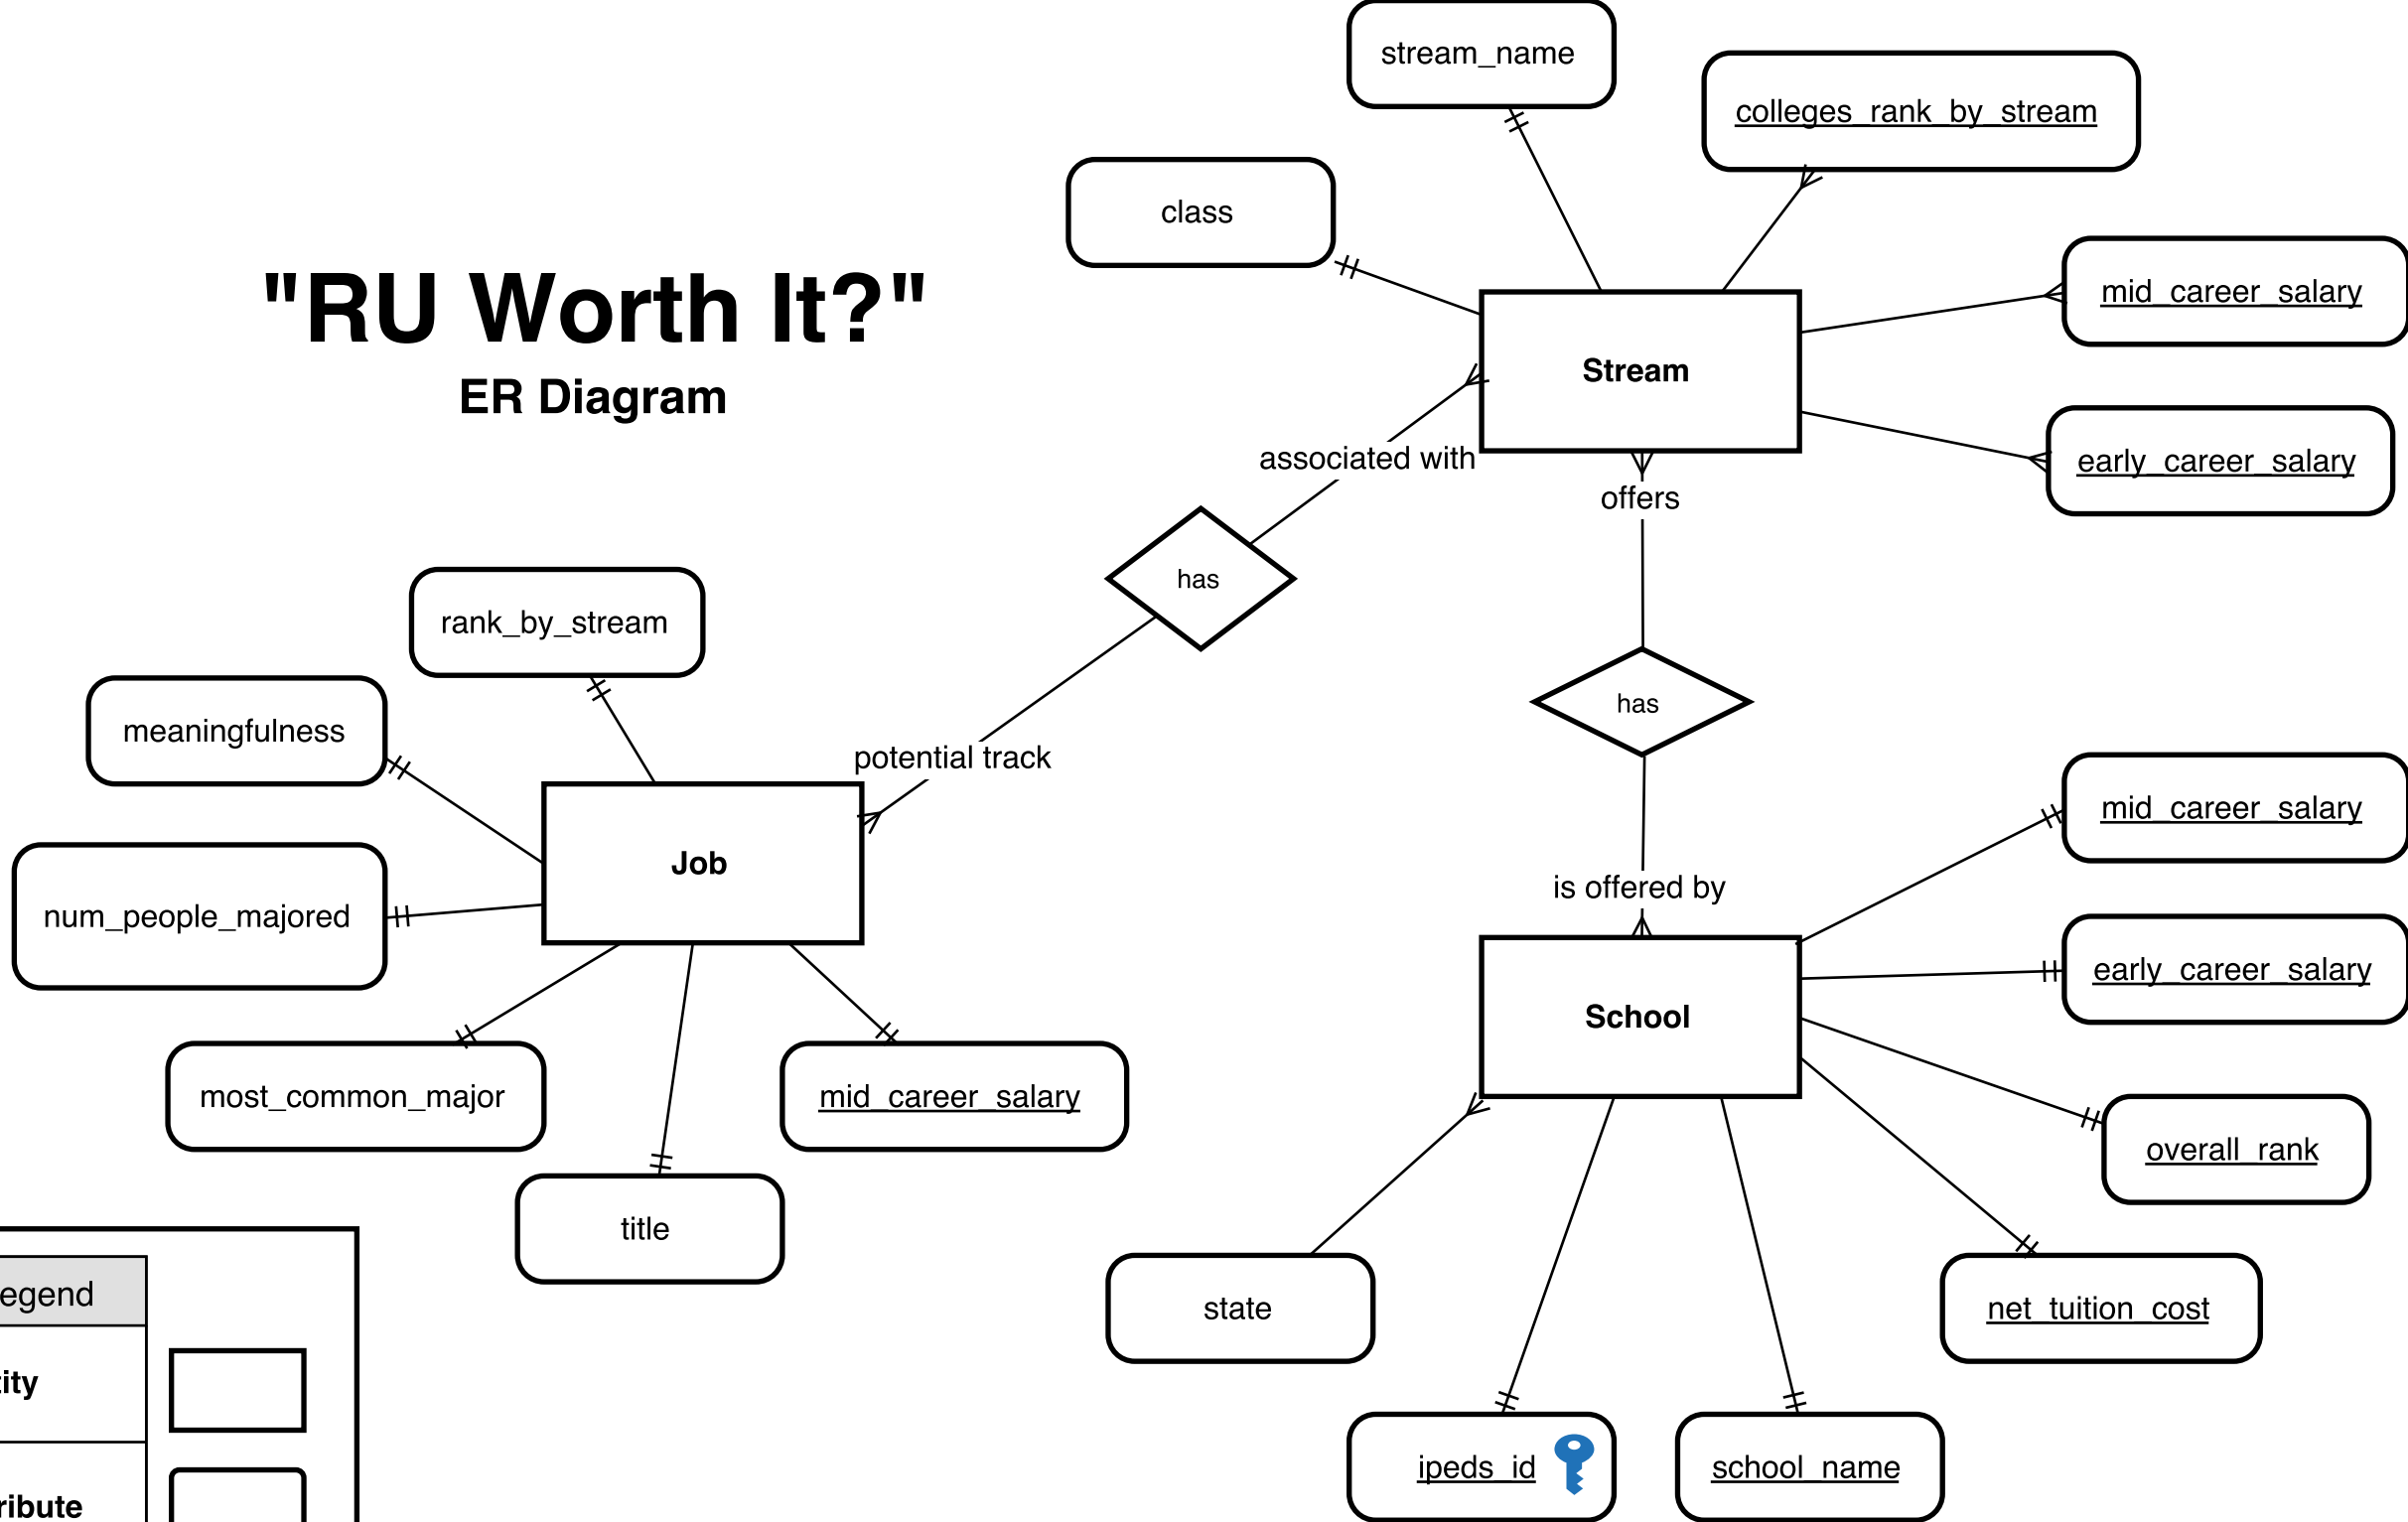 stream_name
colleges_rank_by_stream
class
"RU Worth It?"
ER Diagram
mid_career_salary
Stream
associated with
early_career_salary
offers
has
rank_by_stream
has
meaningfulness
potential track
mid_career_salary
Job
is offered by
num_people_majored
early_career_salary
School
most_common_major
mid_career_salary
overall_rank
title
egend
state
net_tuition_cost
ity
ipeds_id
school_name
ribute